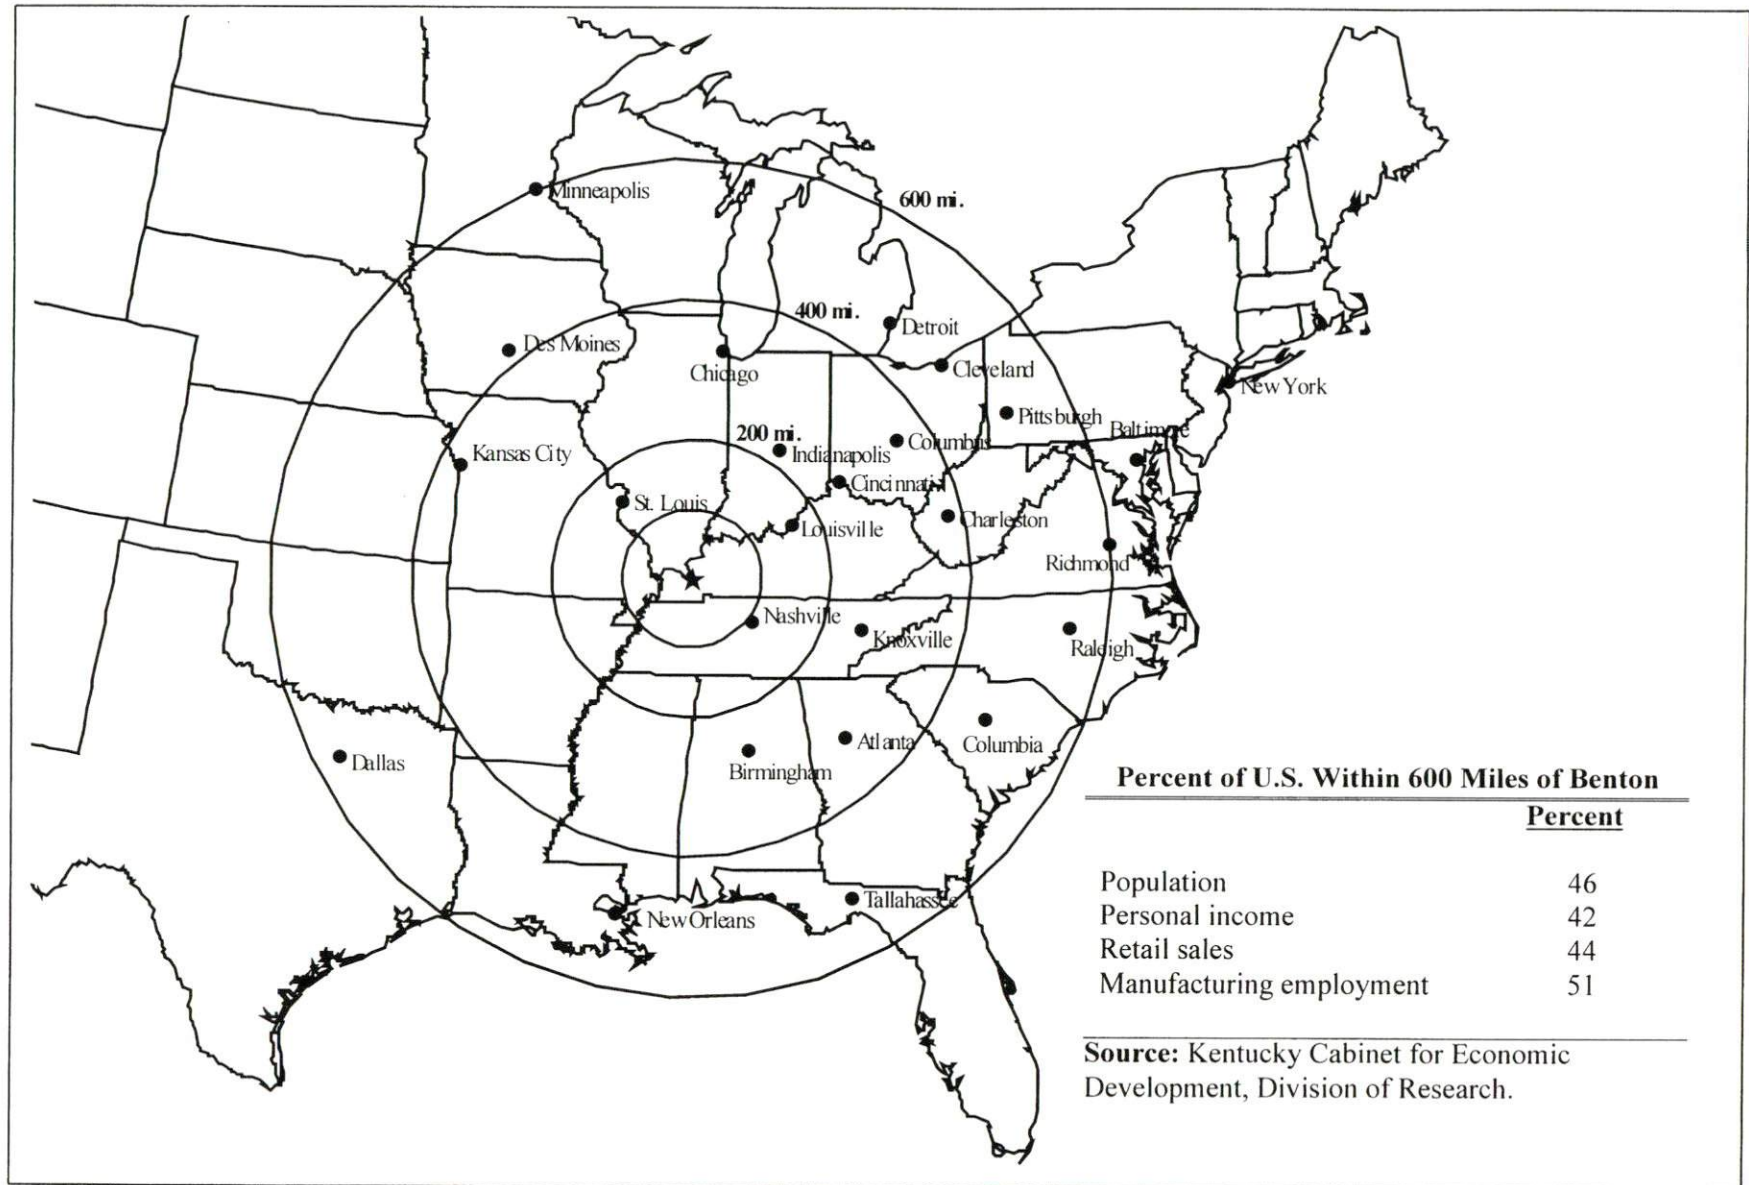 Minneapolis
600 mi.
400 mi.
Detroit
Des Moines
Chicago
Cleveland
New York
Pittsburgh
Baltimore
200 mi.
Columbus
Kansas City
Indianapolis
Cincinnati
St. Louis
Louisville
Charleston
Richmond
Nashville
Knoxville
Raleigh
Dallas
Atlanta
Birmingham
Columbia
Tallahassee
New Orleans
Percent of U.S. Within 600 Miles of Benton
Percent
Population 46
Personal income 42
Retail sales 44
Manufacturing employment 51
Source: Kentucky Cabinet for Economic
Development, Division of Research.